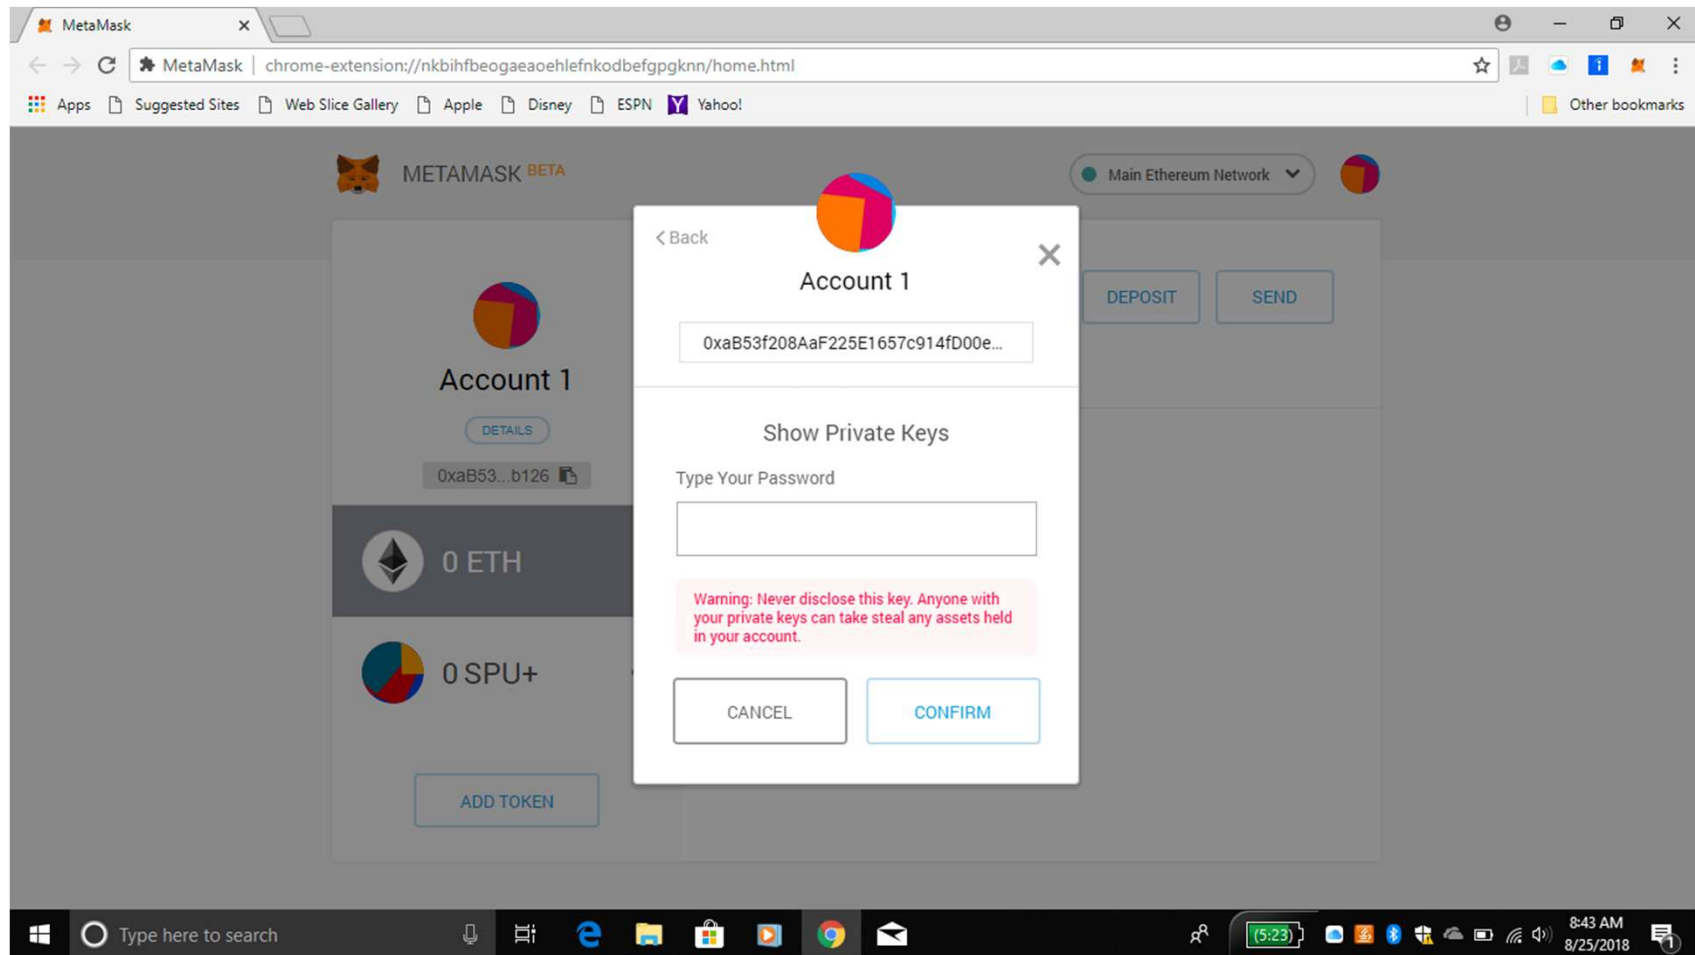 MetaMask
MetaMask | chrome-extension://nkbihfbeogaeaoehlefnkodbefgpgknn/home.html
Apps Suggested Sites Web Slice Gallery Apple Disney ESPN Yahoo! Other bookmarks
METAMASK BETA
Main Ethereum Network
Account 1
DETAILS
0xaB53...b126
0 ETH
0 SPU+
ADD TOKEN
DEPOSIT
SEND
Back
Account 1
0xaB53f208AaF225E1657c914fD00e...
Show Private Keys
Type Your Password
Warning: Never disclose this key. Anyone with
your private keys can take steal any assets held
in your account.
CANCEL
CONFIRM
Type here to search
(5:23)
8:43 AM
8/25/2018
1